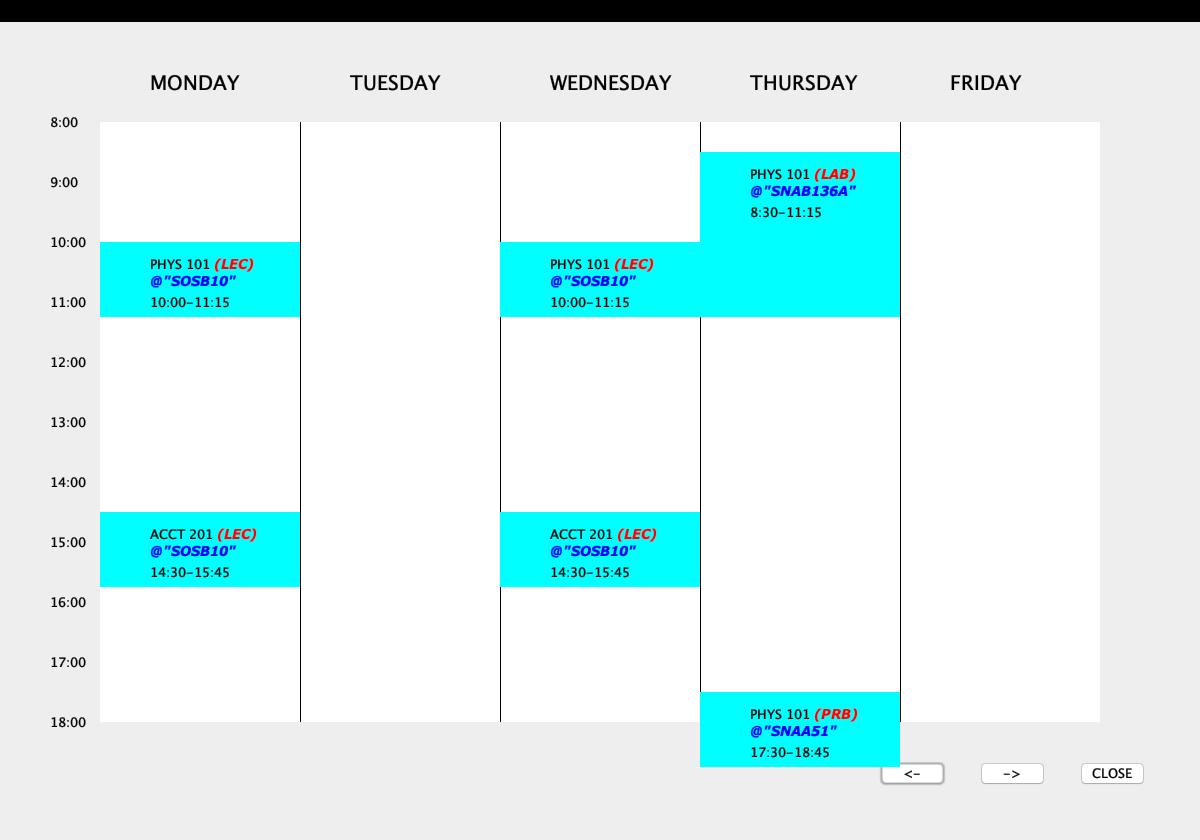 MONDAY TUESDAY WEDNESDAY THURSDAY FRIDAY
8:00
PHYS 101 (LAB)
9:00
@"SNAB136A"
8:30-11:15
10:00
PHYS 101 (LEC) PHYS 101 (LEC)
@"SOSB10" @"SOSB10"
11:00 10:00-11:15 10:00-11:15
12:00
13:00
14:00
ACCT 201 (LEC) ACCT 201 (LEC)
15:00
@"SOSB10" @"SOSB10"
14:30-15:45 14:30-15:45
16:00
17:00
PHYS 101 (PRB)
18:00
@"SNAA51"
17:30-18:45
<- -> CLOSE